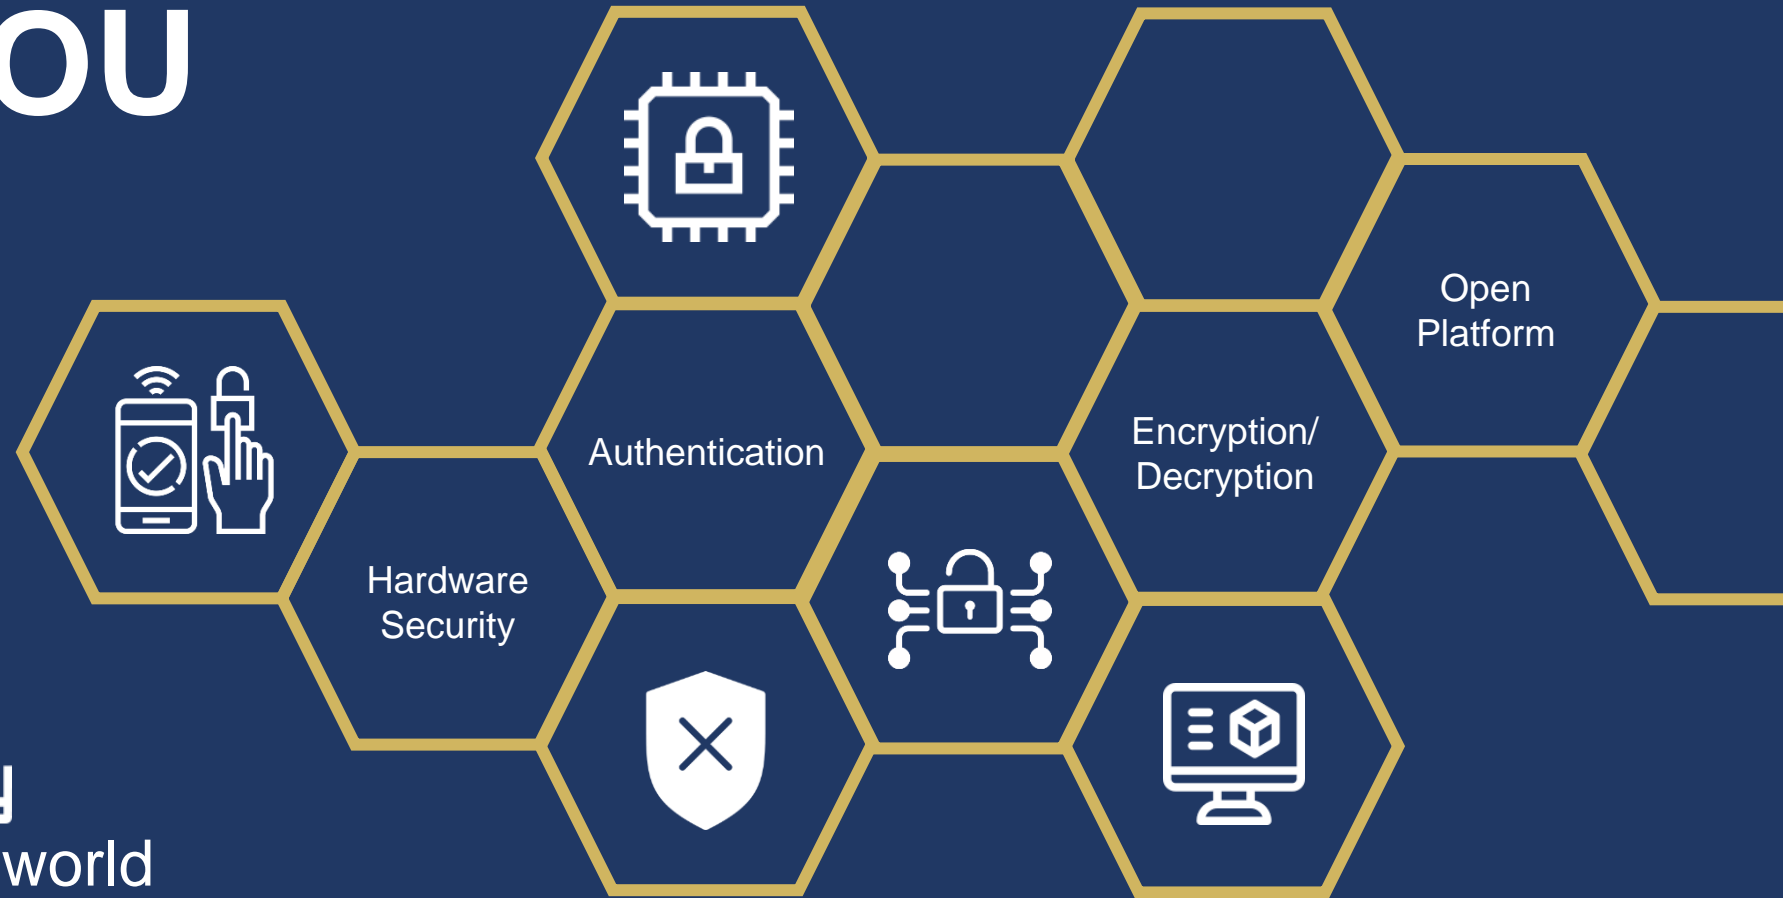 OU
Open
Platform
Encryption/
Decryption
Authentication
Hardware
Security
y
world